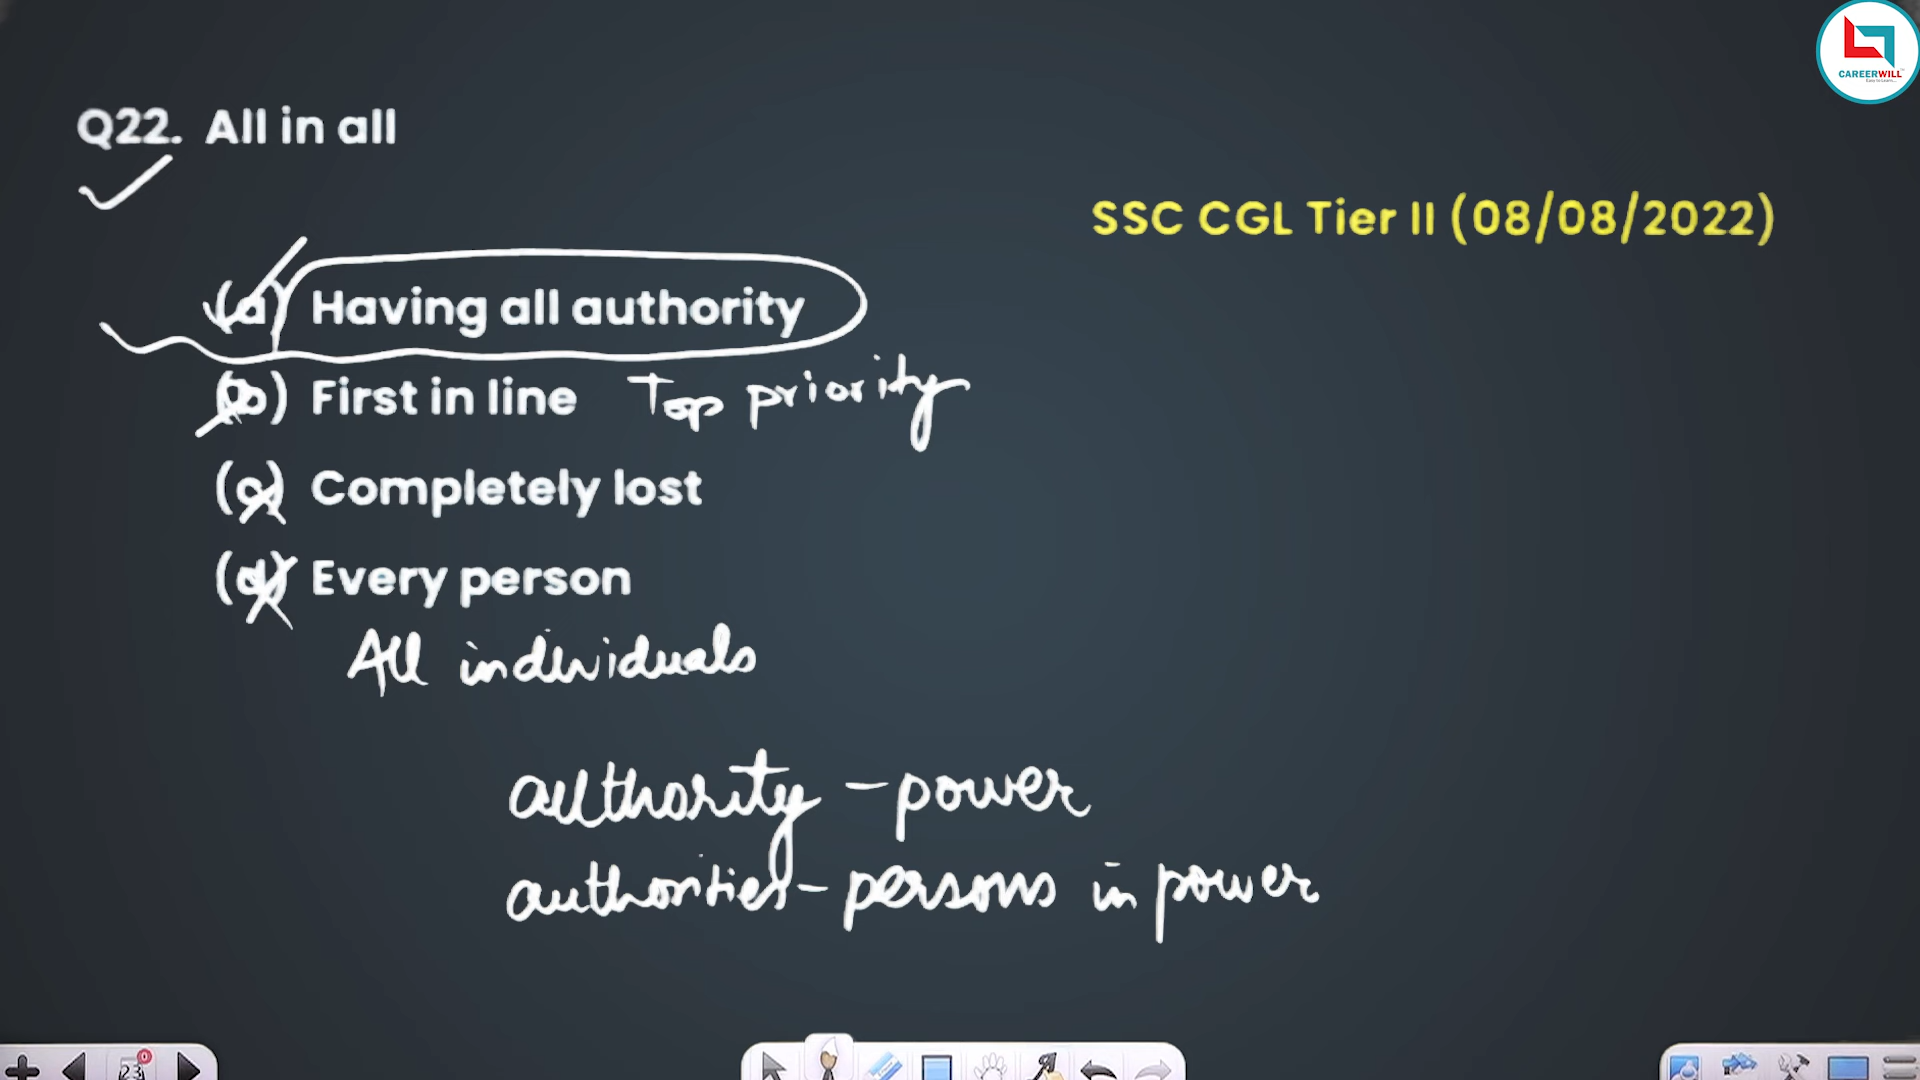 CAREERWILL
Q22. All in all
SSC CGL Tier II (08/08/2022)
(a) Having all authority
(b) First in line Top priority
(c) Completely lost
(d) Every person
All individuals
authority - power
authorities - persons in power
23